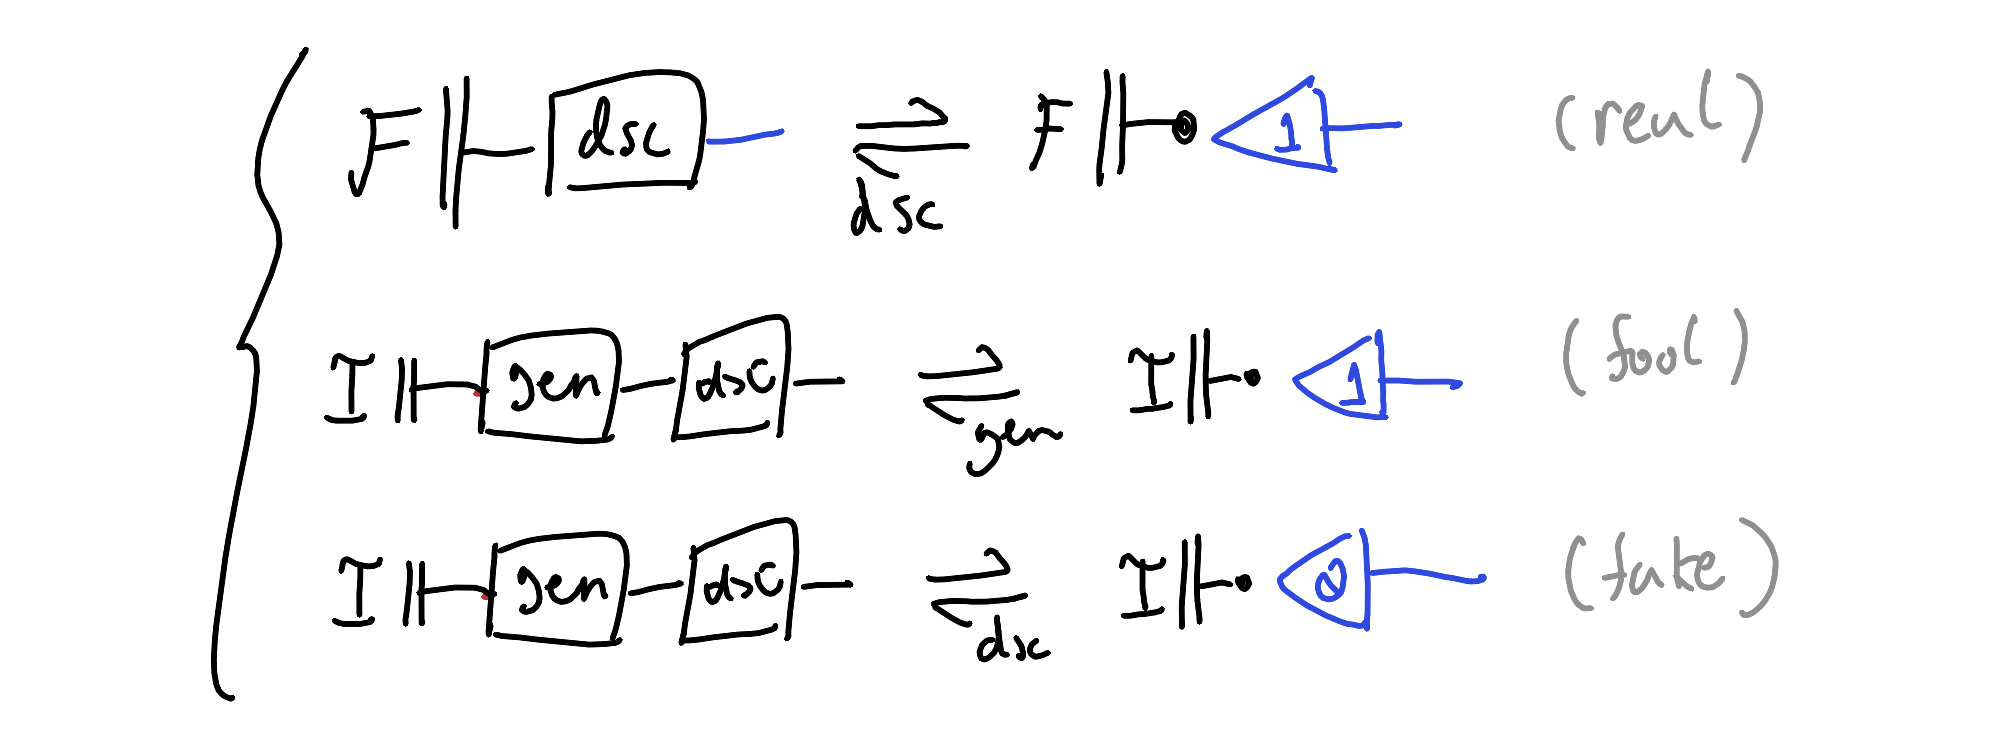 F dsc ⇌ dsc F 1 (real)
I gen dsc ⇌ gen I 1 (fool)
I gen dsc ⇌ dsc I 0 (fake)